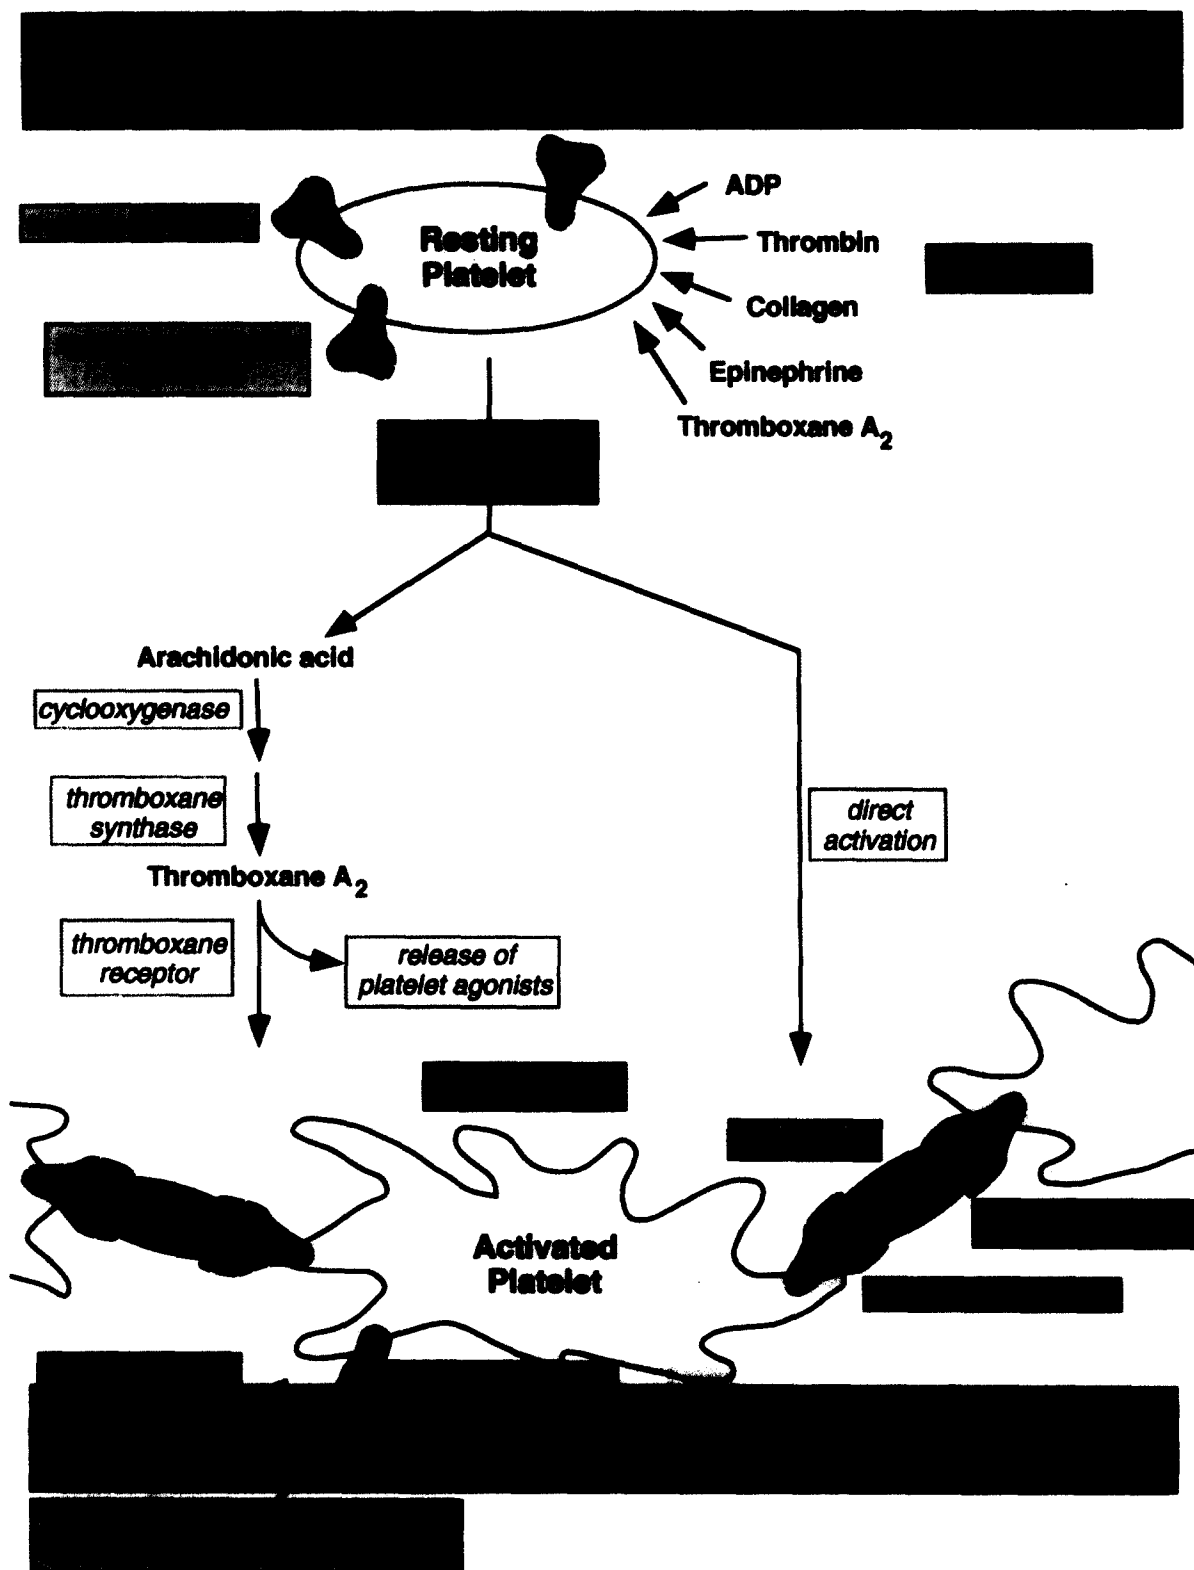 Resting
Platelet
ADP
Thrombin
Collagen
Epinephrine
Thromboxane A2
Arachidonic acid
cyclooxygenase
thromboxane
synthase
Thromboxane A2
thromboxane
receptor
release of
platelet agonists
direct
activation
Activated
Platelet